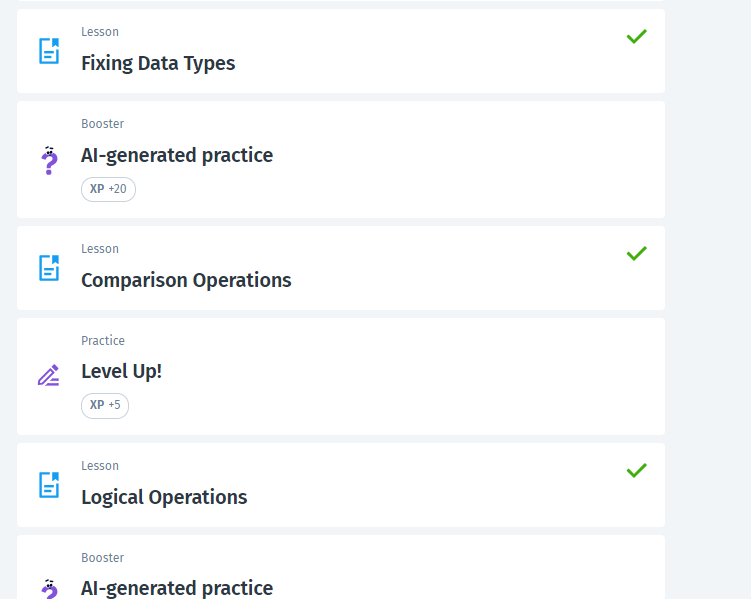 Lesson
Fixing Data Types
Booster
AI-generated practice
XP +20
Lesson
Comparison Operations
Practice
Level Up!
XP +5
Lesson
Logical Operations
Booster
AI-generated practice